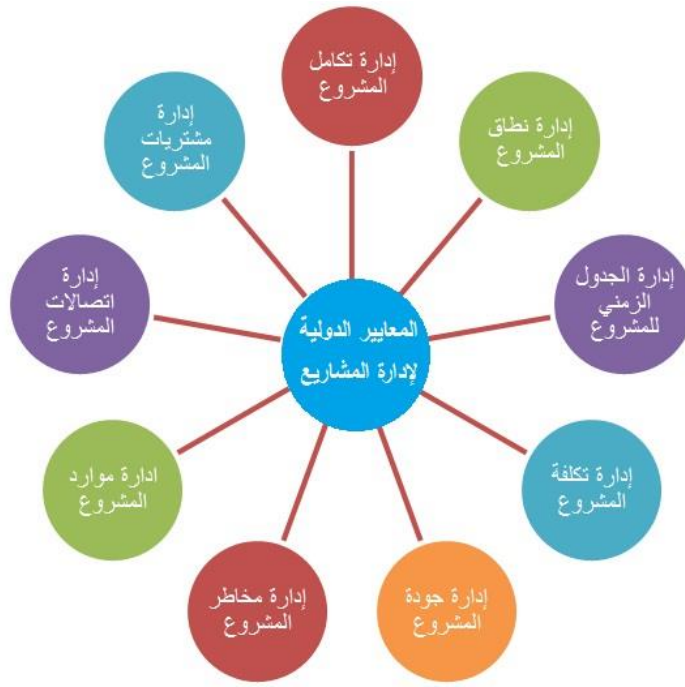 إدارة تكامل
المشروع
إدارة نطاق
المشروع
إدارة الجدول
الزمني
للمشروع
إدارة تكلفة
المشروع
إدارة جودة
المشروع
إدارة مخاطر
المشروع
ادارة موارد
المشروع
إدارة
اتصالات
المشروع
إدارة
مشتريات
المشروع
المعايير الدولية
لإدارة المشاريع